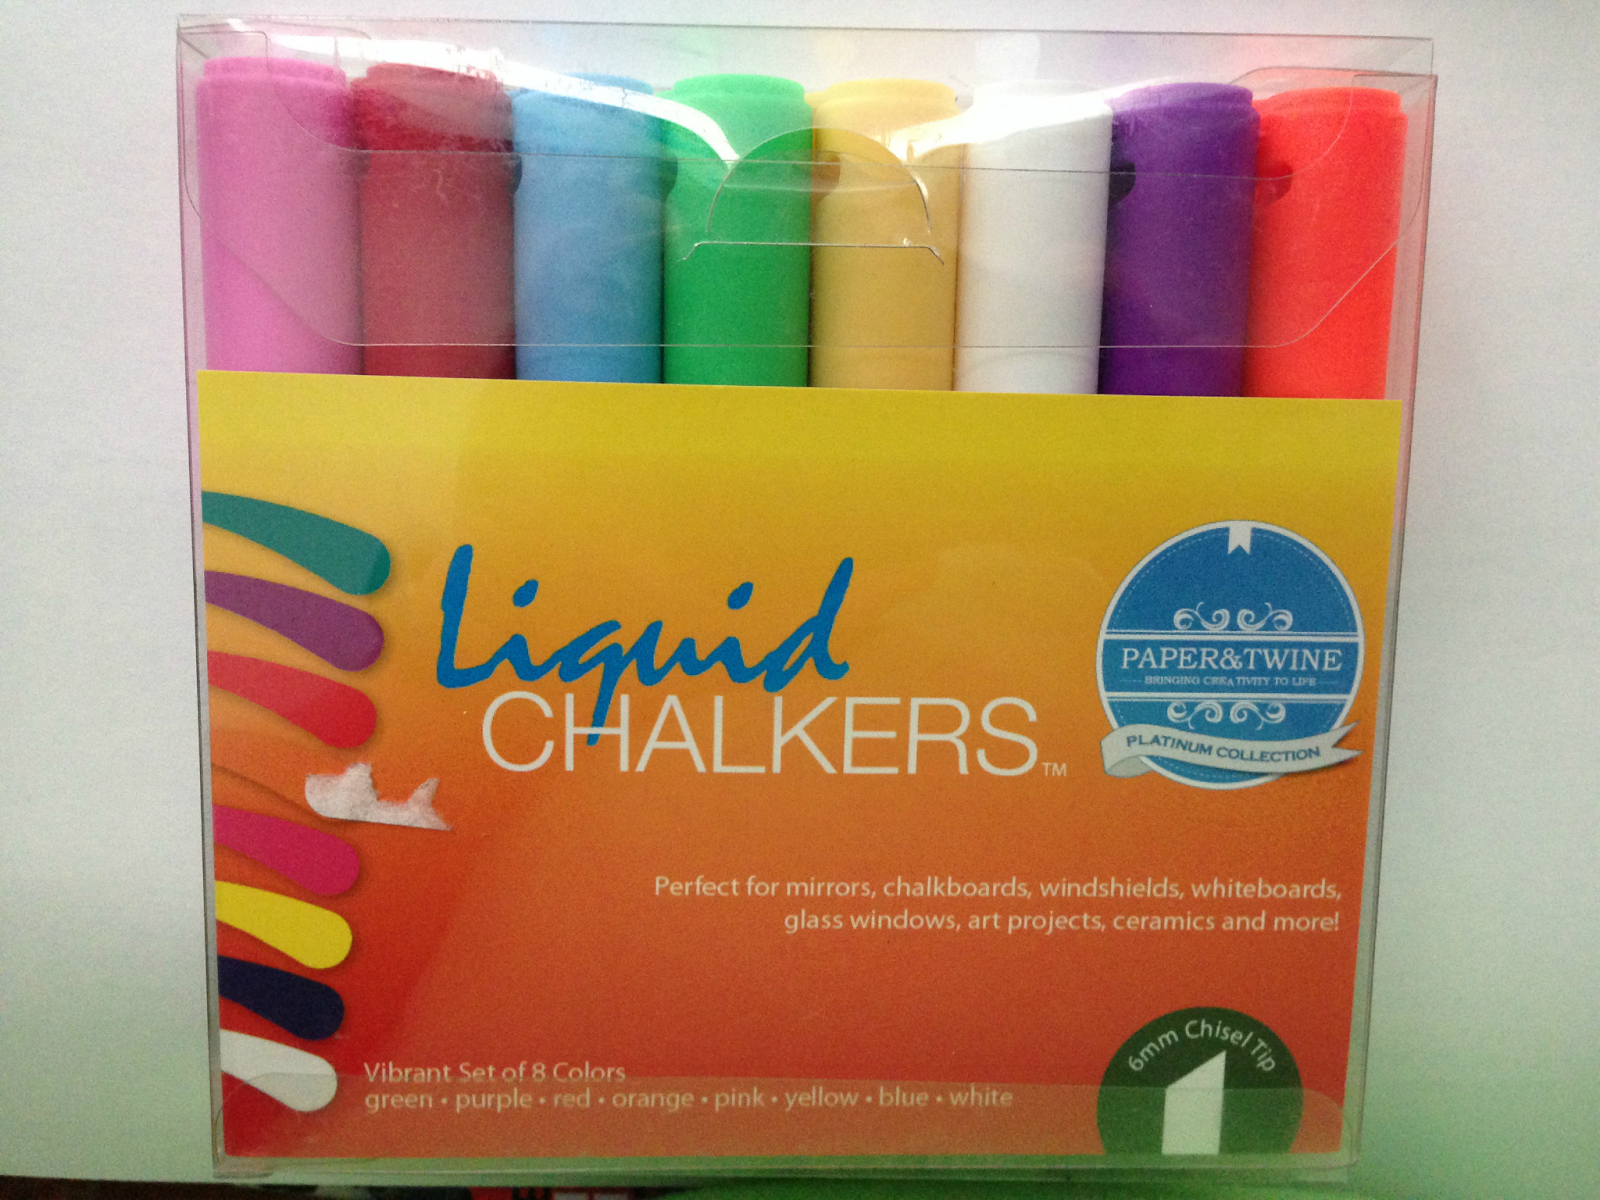 Liquid
CHALKERS™
PAPER&TWINE
BRINGING CREATIVITY TO LIFE
PLATINUM COLLECTION
Perfect for mirrors, chalkboards, windshields, whiteboards,
glass windows, art projects, ceramics and more!
6mm Chisel Tip
Vibrant Set of 8 Colors
green • purple • red • orange • pink • yellow • blue • white